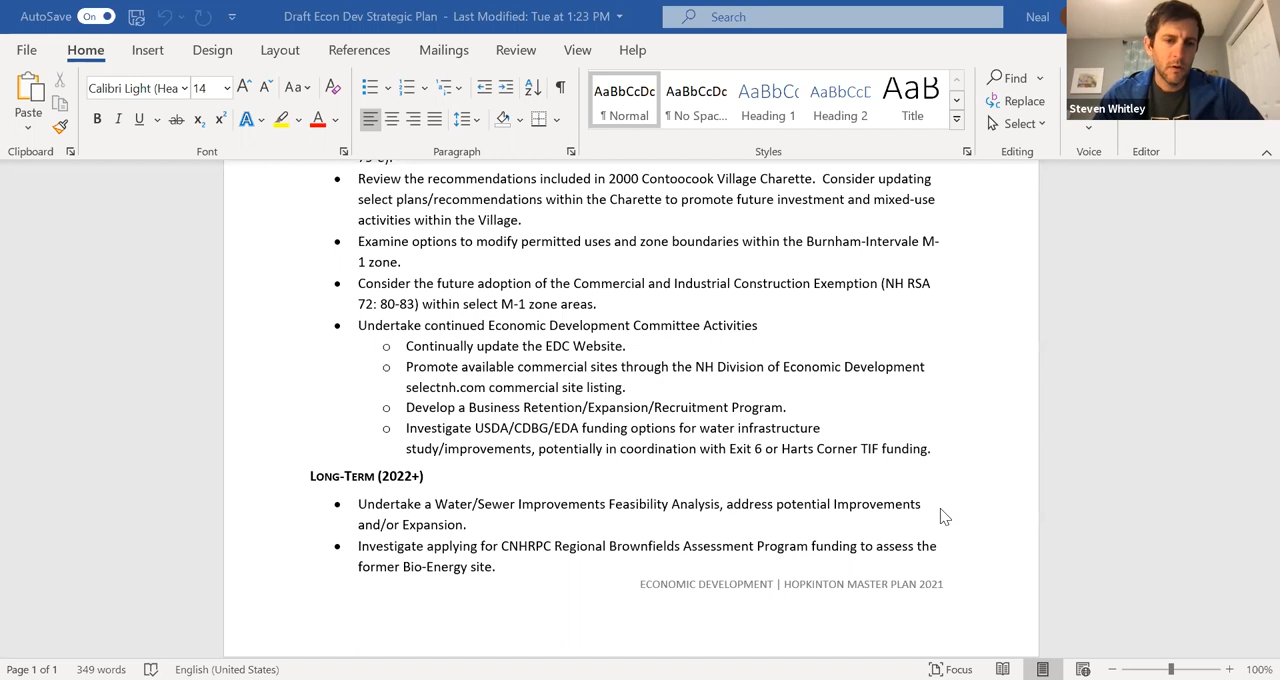 AutoSave On Draft Econ Dev Strategic Plan - Last Modified: Tue at 1:23 PM Search Neal
File Home Insert Design Layout References Mailings Review View Help
Steven Whitley
Calibri Light (Hea 14 Aa
Paste
B I U ab x2 x2 A A
AaBbCcDc AaBbCcDc AaBbCc AaBbCcD AaB
¶ Normal ¶ No Spac... Heading 1 Heading 2 Title
Find
Replace
Select
Clipboard Font Paragraph Styles Editing Voice Editor
• Review the recommendations included in 2000 Contoocook Village Charette. Consider updating
select plans/recommendations within the Charette to promote future investment and mixed-use
activities within the Village.
• Examine options to modify permitted uses and zone boundaries within the Burnham-Intervale M-
1 zone.
• Consider the future adoption of the Commercial and Industrial Construction Exemption (NH RSA
72: 80-83) within select M-1 zone areas.
• Undertake continued Economic Development Committee Activities
o Continually update the EDC Website.
o Promote available commercial sites through the NH Division of Economic Development
selectnh.com commercial site listing.
o Develop a Business Retention/Expansion/Recruitment Program.
o Investigate USDA/CDBG/EDA funding options for water infrastructure
study/improvements, potentially in coordination with Exit 6 or Harts Corner TIF funding.
LONG-TERM (2022+)
• Undertake a Water/Sewer Improvements Feasibility Analysis, address potential Improvements
and/or Expansion.
• Investigate applying for CNHRPC Regional Brownfields Assessment Program funding to assess the
former Bio-Energy site.
ECONOMIC DEVELOPMENT | HOPKINTON MASTER PLAN 2021
Page 1 of 1 349 words English (United States) Focus 100%